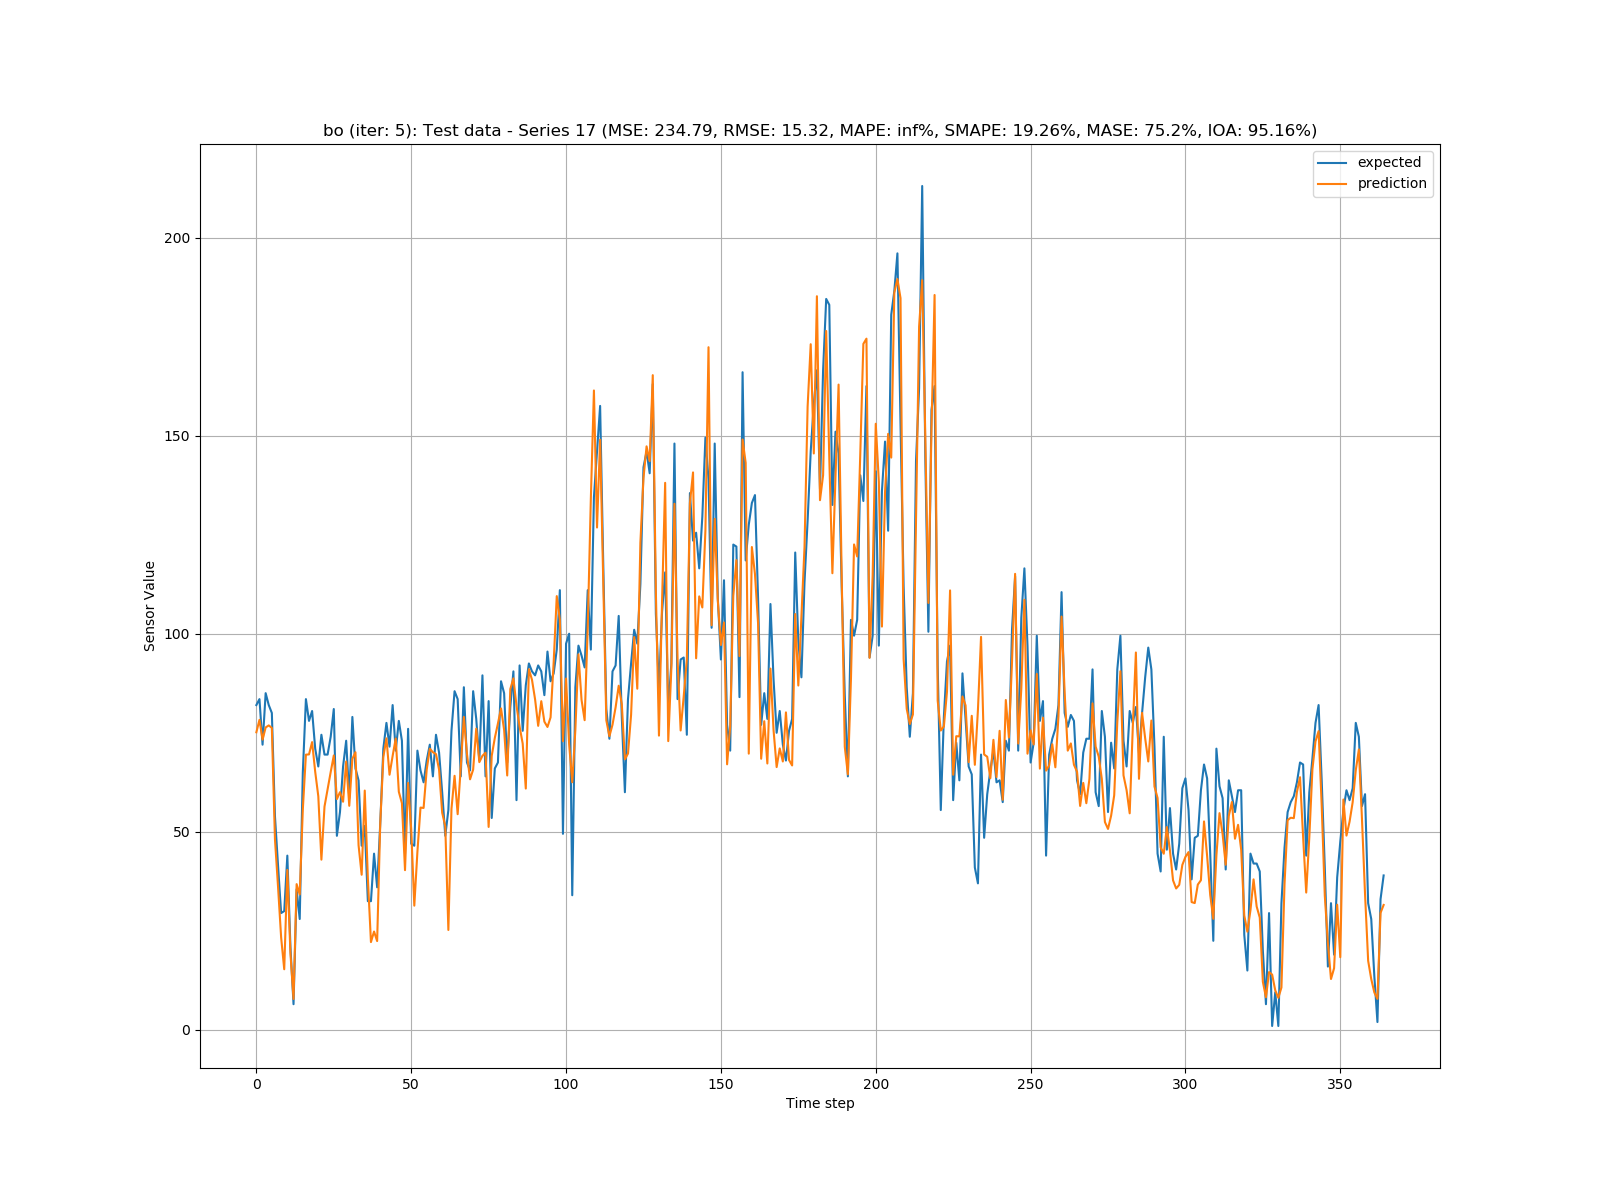 bo (iter: 5): Test data - Series 17 (MSE: 234.79, RMSE: 15.32, MAPE: inf%, SMAPE: 19.26%, MASE: 75.2%, IOA: 95.16%)
expected
prediction
200
150
100
50
0
Sensor Value
0 50 100 150 200 250 300 350
Time step